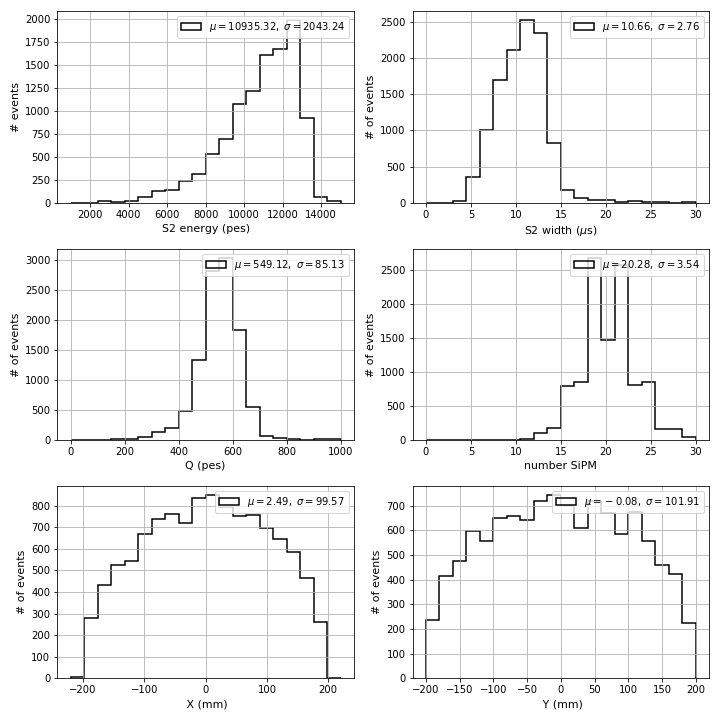 μ = 10935.32, σ = 2043.24
2000
1750
1500
1250
1000
750
500
250
0
# events
2000 4000 6000 8000 10000 12000 14000
S2 energy (pes)
μ = 10.66, σ = 2.76
2500
2000
1500
1000
500
0
# of events
0 5 10 15 20 25 30
S2 width (μs)
μ = 549.12, σ = 85.13
3000
2500
2000
1500
1000
500
0
# of events
0 200 400 600 800 1000
Q (pes)
μ = 20.28, σ = 3.54
2500
2000
1500
1000
500
0
# of events
0 5 10 15 20 25 30
number SiPM
μ = 2.49, σ = 99.57
800
700
600
500
400
300
200
100
0
# of events
−200 −100 0 100 200
X (mm)
μ = −0.08, σ = 101.91
700
600
500
400
300
200
100
0
# of events
−200 −150 −100 −50 0 50 100 150 200
Y (mm)